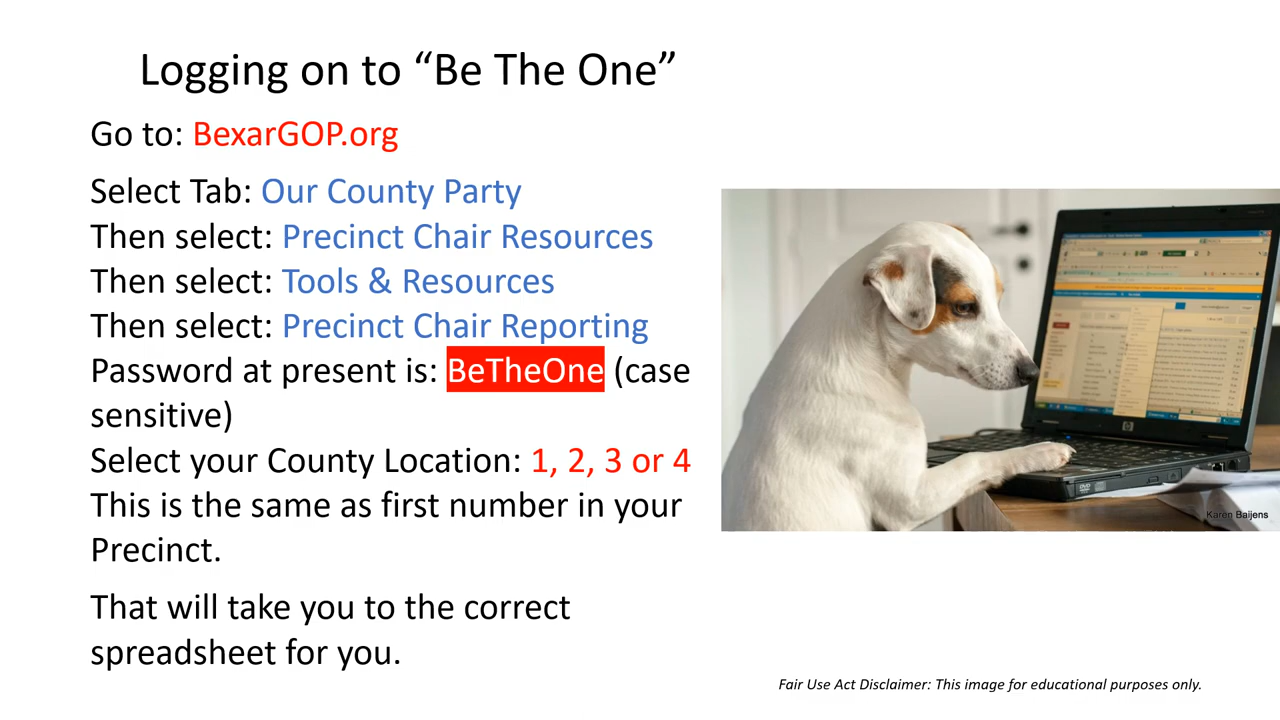 Logging on to “Be The One”
Go to: BexarGOP.org
Select Tab: Our County Party
Then select: Precinct Chair Resources
Then select: Tools & Resources
Then select: Precinct Chair Reporting
Password at present is: BeTheOne (case
sensitive)
Select your County Location: 1, 2, 3 or 4
This is the same as first number in your
Precinct.
That will take you to the correct
spreadsheet for you.
hp
DVD
Karen Baijens
Fair Use Act Disclaimer: This image for educational purposes only.